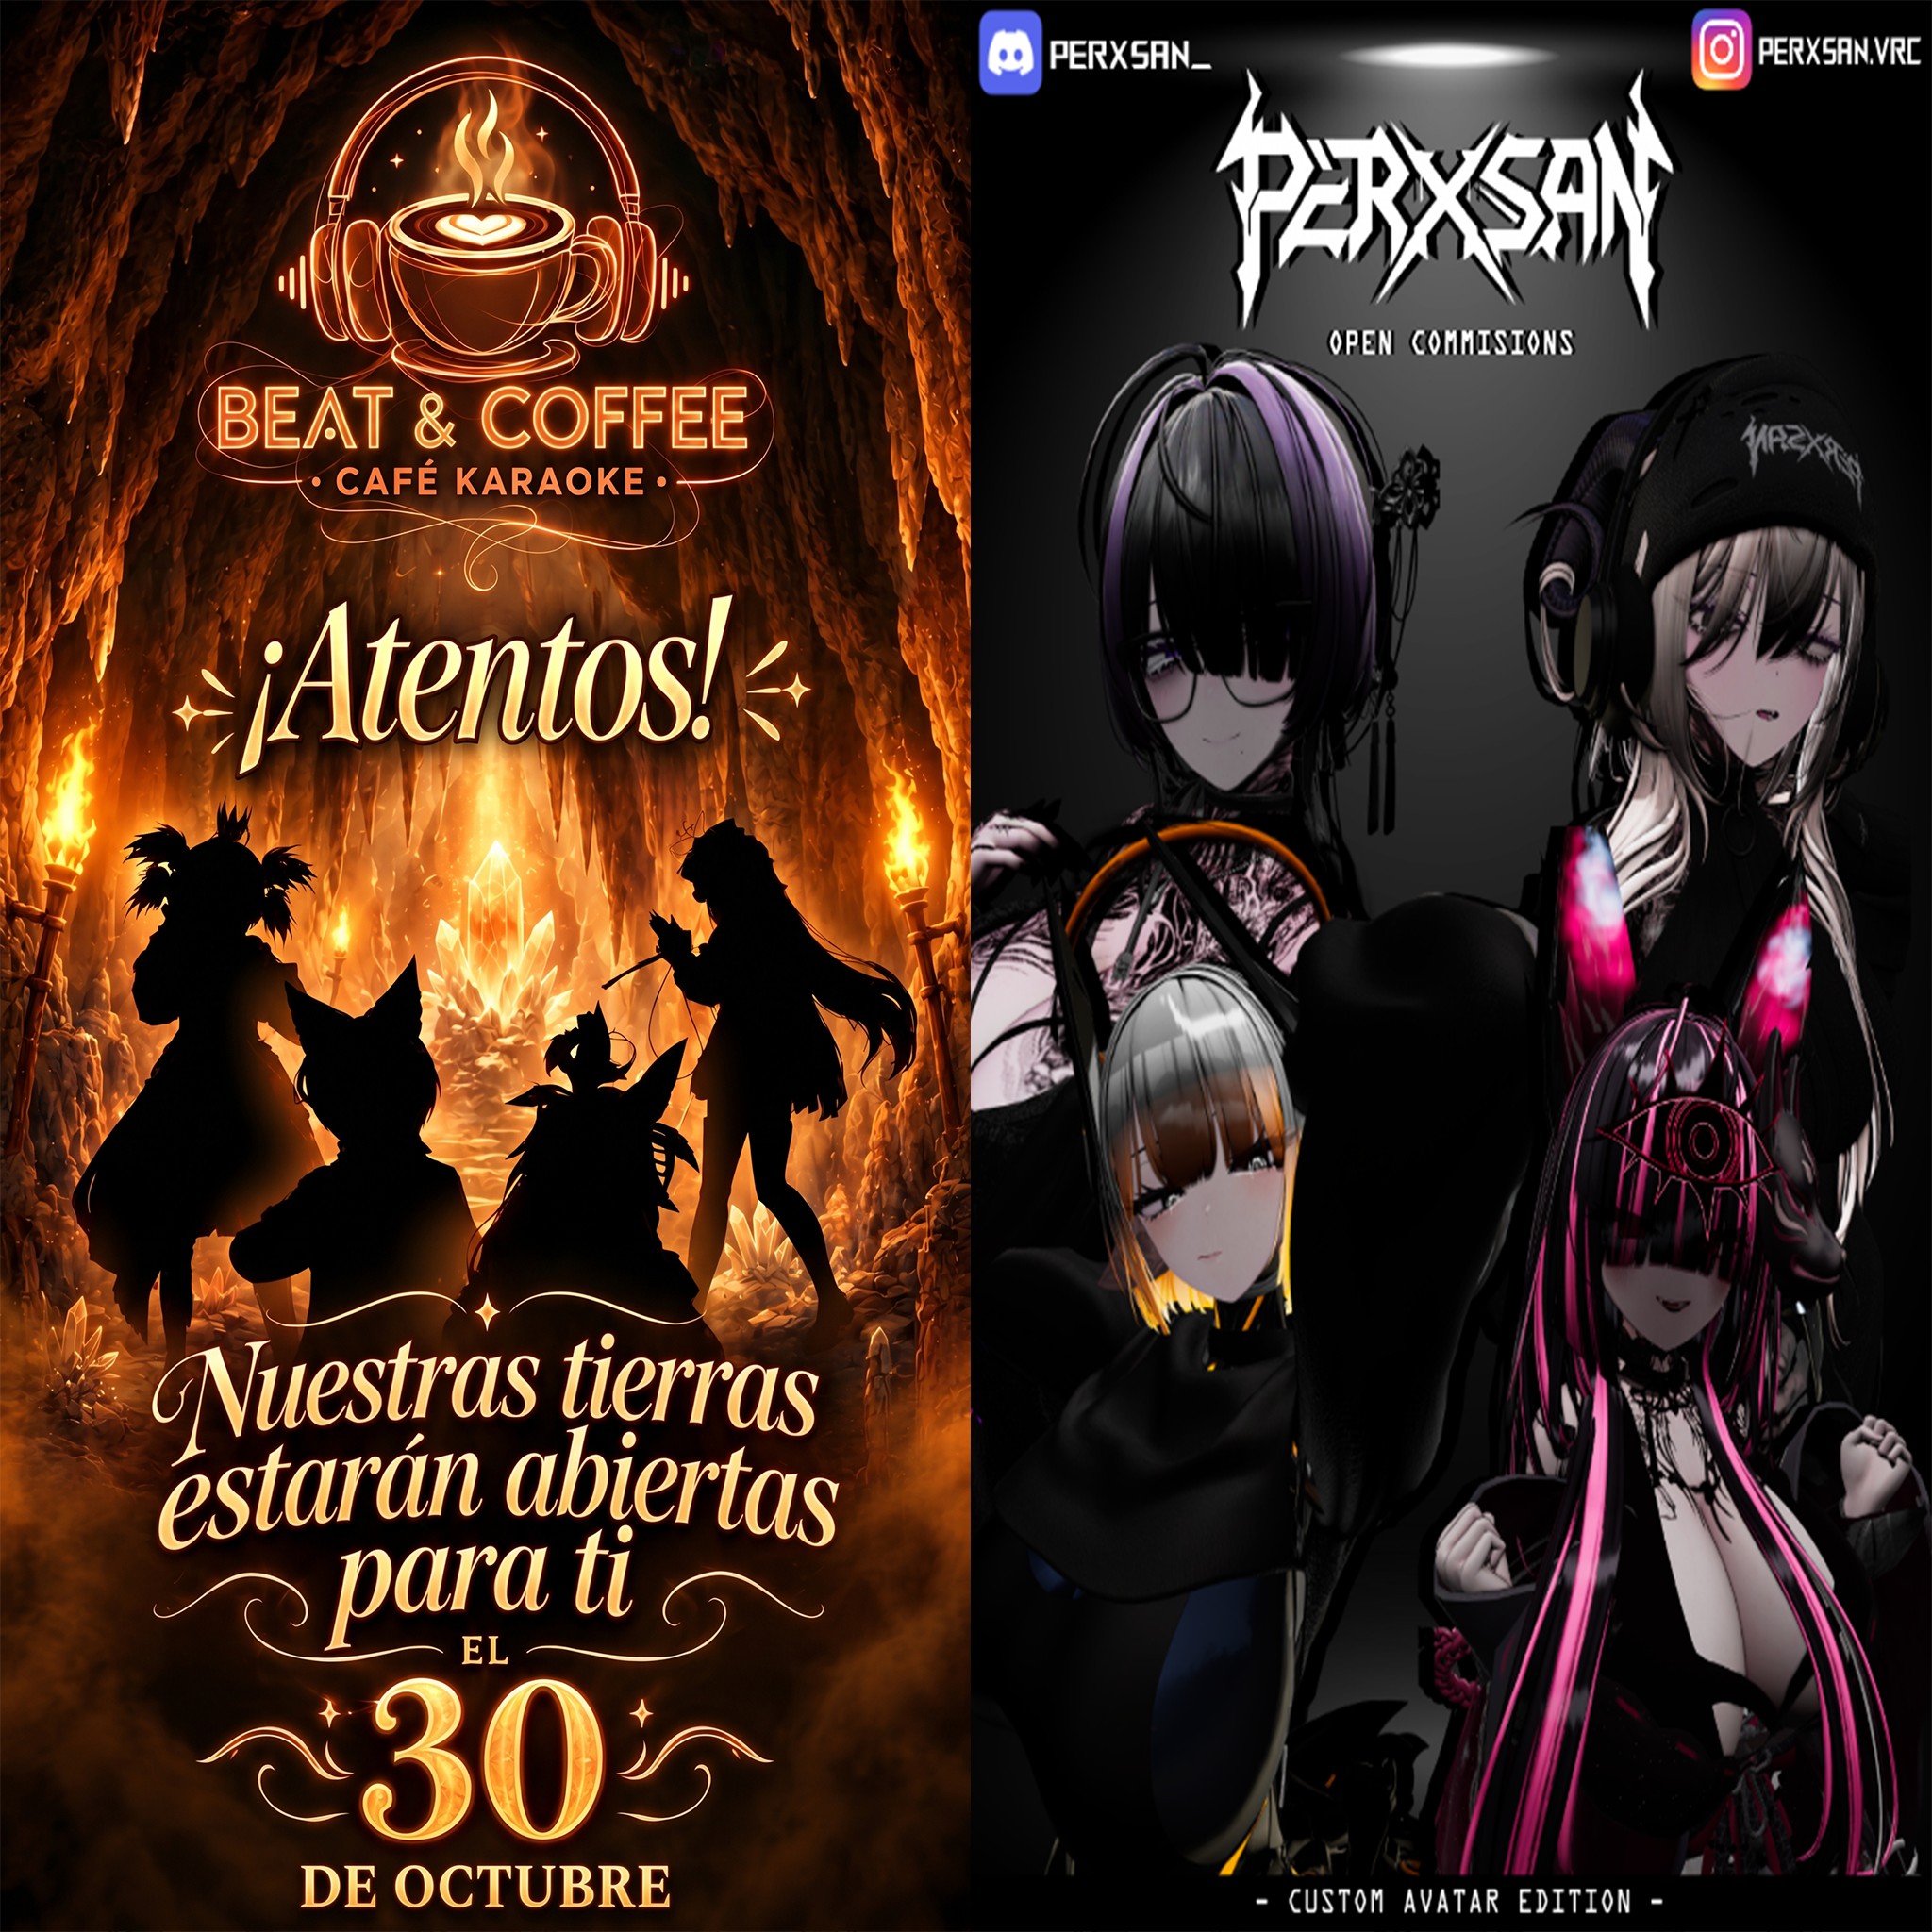 BEAT & COFFEE
• CAFÉ KARAOKE •
¡Atentos!
Nuestras tierras
estarán abiertas
para ti
EL
30
DE OCTUBRE
PERXSAN_
PERXSAN.VRC
PERXSAN
OPEN COMMISIONS
PERXSAN
- CUSTOM AVATAR EDITION -